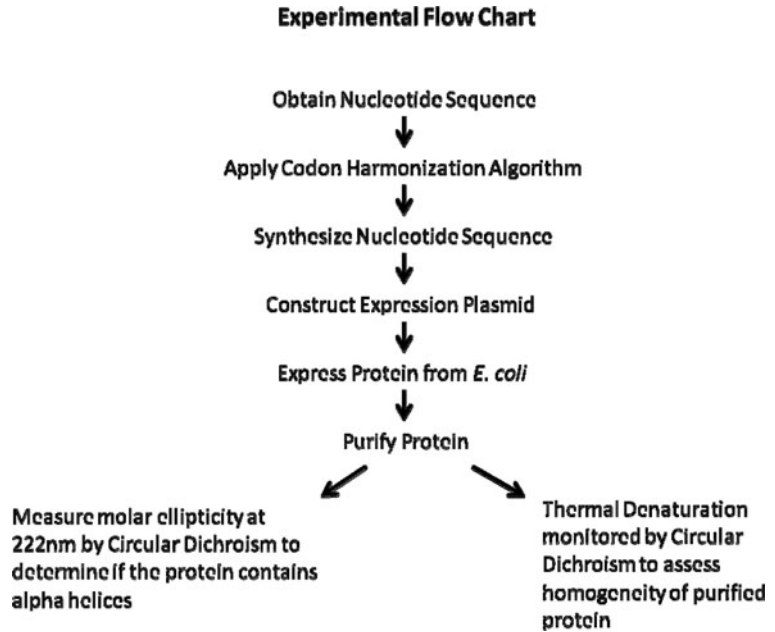 Experimental Flow Chart
Obtain Nucleotide Sequence
Apply Codon Harmonization Algorithm
Synthesize Nucleotide Sequence
Construct Expression Plasmid
Express Protein from E. coli
Purify Protein
Measure molar ellipticity at
222nm by Circular Dichroism to
determine if the protein contains
alpha helices
Thermal Denaturation
monitored by Circular
Dichroism to assess
homogeneity of purified
protein